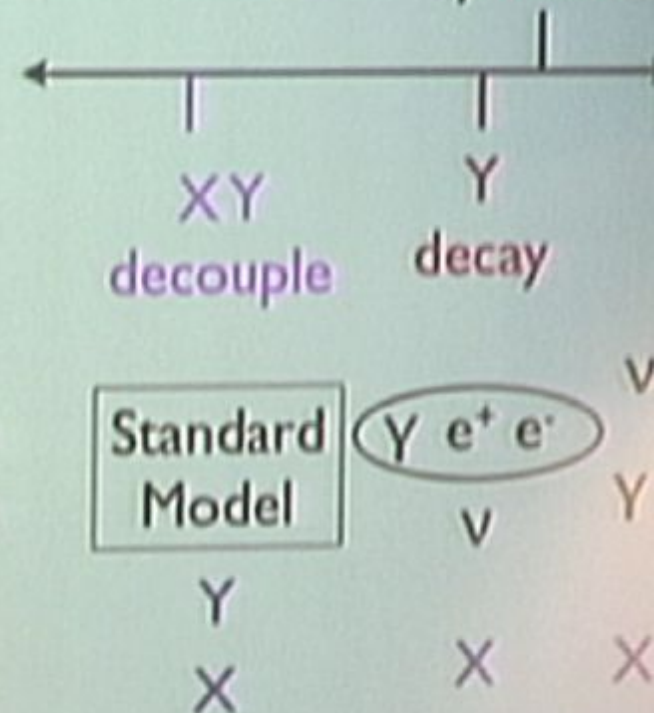 XY
decouple
Y
decay
Standard
Model
γ e⁺ e⁻
ν
Y
X
X
ν
γ
X